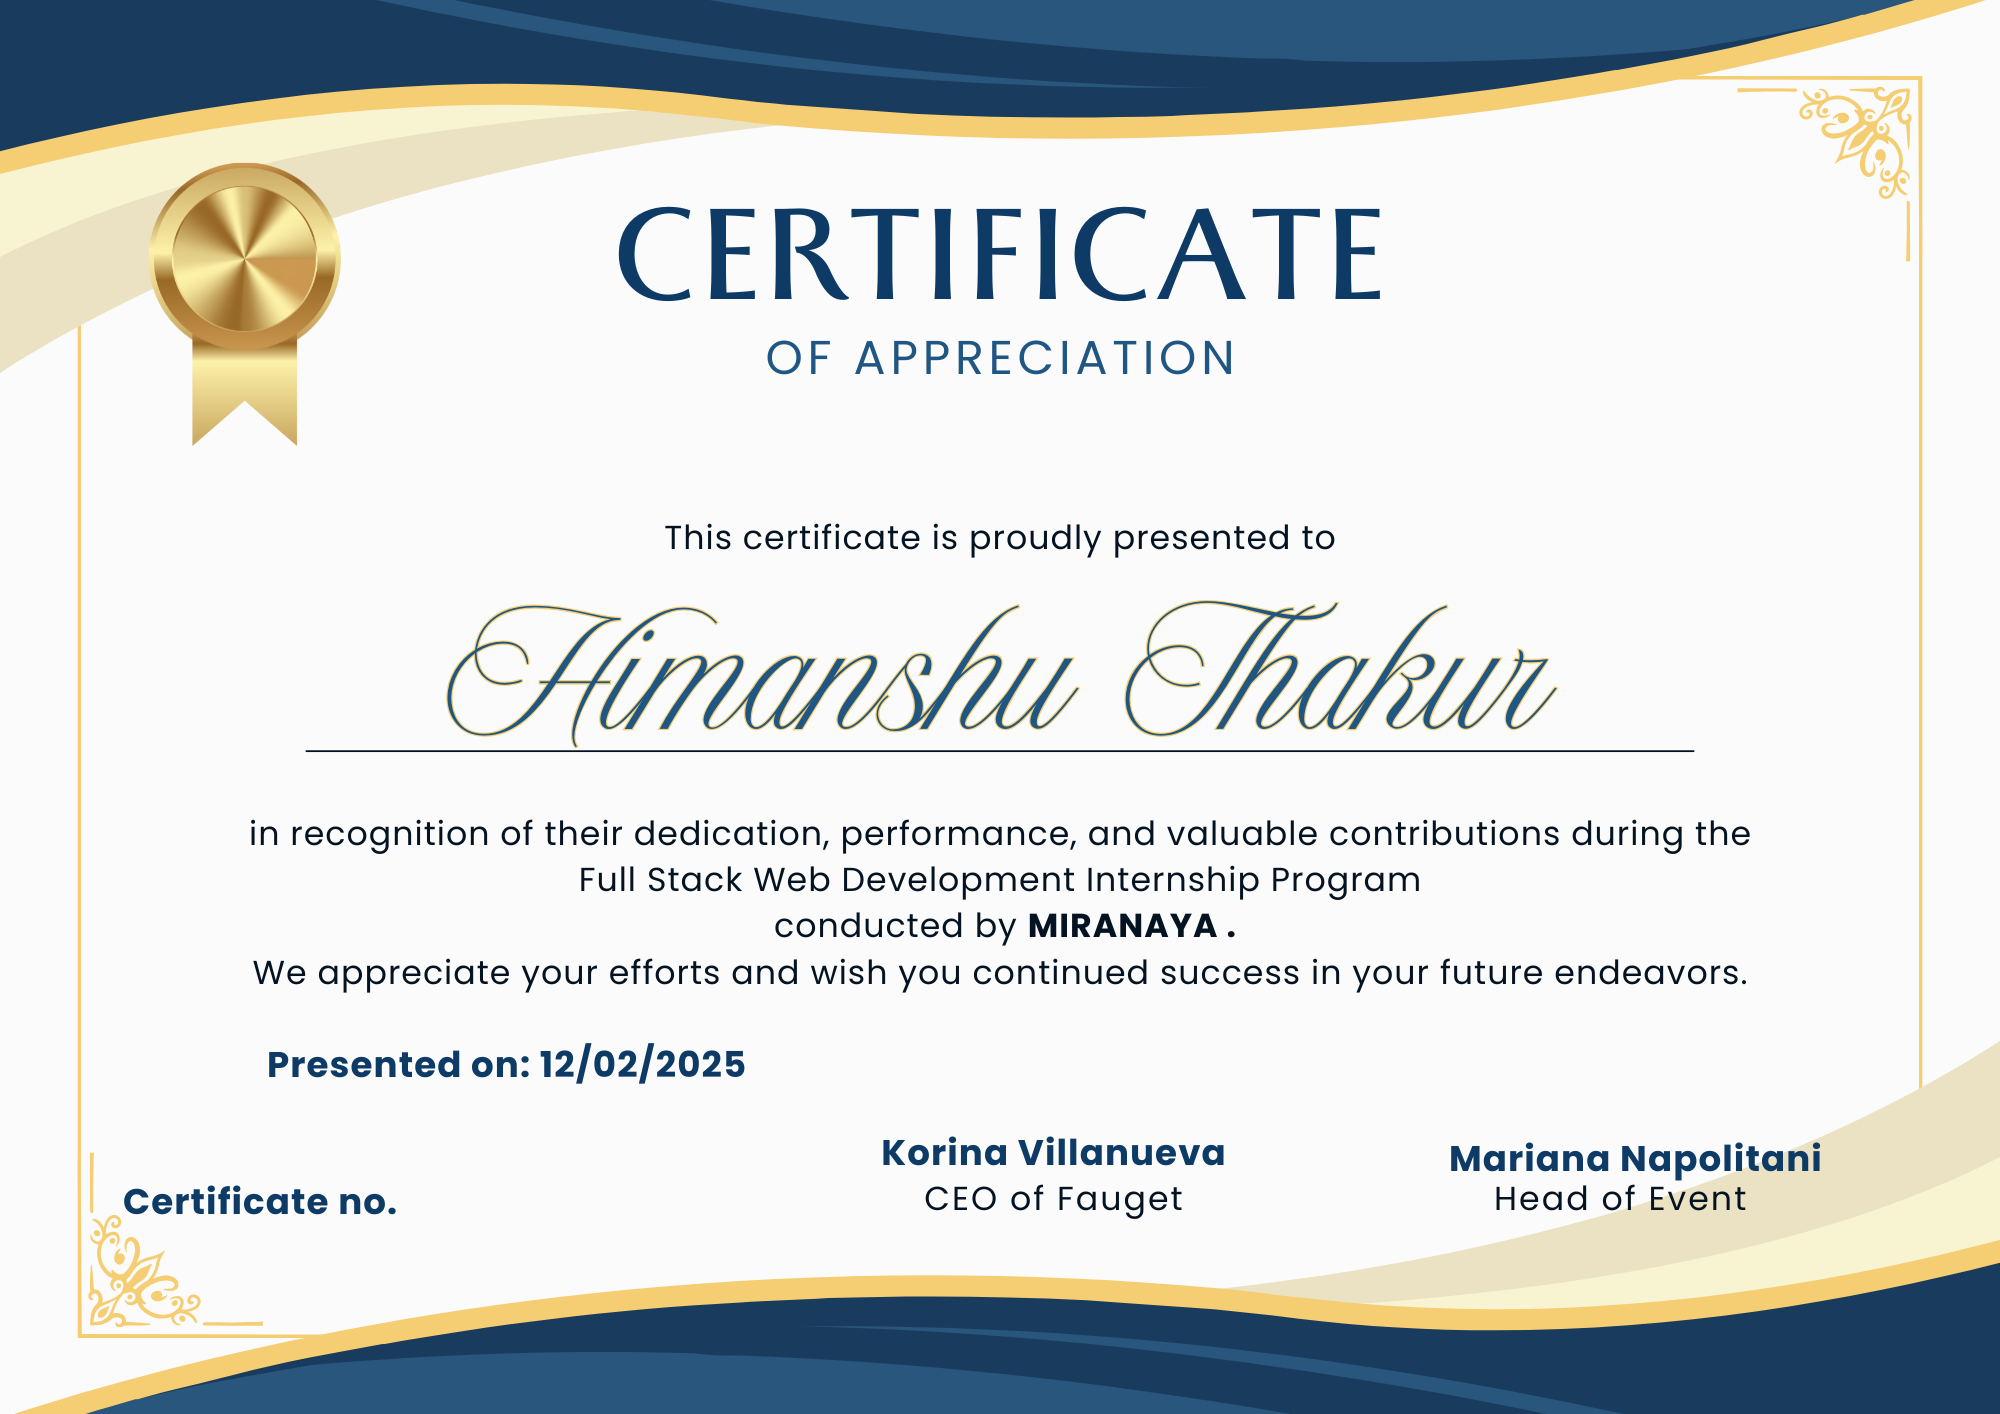 CERTIFICATE
OF APPRECIATION
This certificate is proudly presented to
Himanshu Thakur
in recognition of their dedication, performance, and valuable contributions during the
Full Stack Web Development Internship Program
conducted by MIRANAYA .
We appreciate your efforts and wish you continued success in your future endeavors.
Presented on: 12/02/2025
Korina Villanueva
CEO of Fauget
Mariana Napolitani
Head of Event
Certificate no.